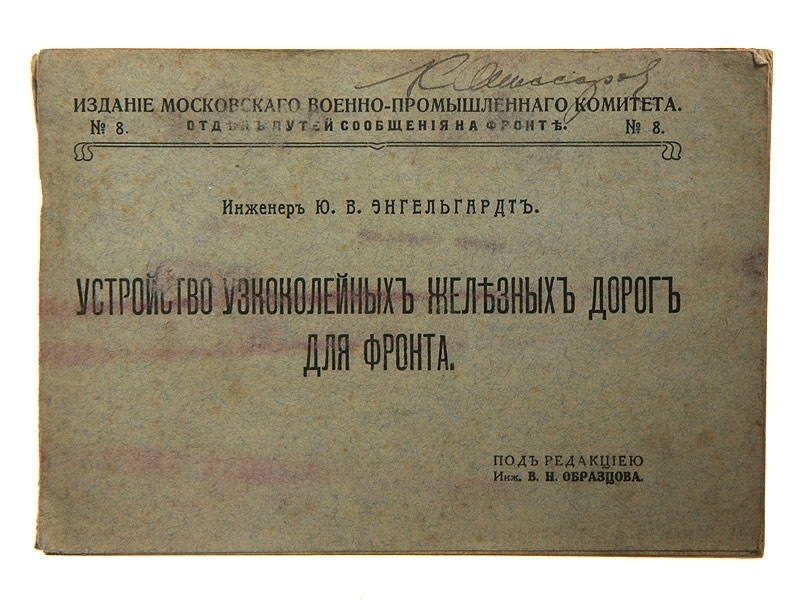 ИЗДАНІЕ МОСКОВСКАГО ВОЕННО-ПРОМЫШЛЕННАГО КОМИТЕТА.
№ 8. ОТДѢЛЪ ПУТЕЙ СООБЩЕНІЯ НА ФРОНТѢ. № 8.
Инженеръ Ю. В. ЭНГЕЛЬГАРДТЪ.
УСТРОЙСТВО УЗКОКОЛЕЙНЫХЪ ЖЕЛѢЗНЫХЪ ДОРОГЪ
ДЛЯ ФРОНТА.
ПОДЪ РЕДАКЦІЕЮ
Инж. В. Н. ОБРАЗЦОВА.